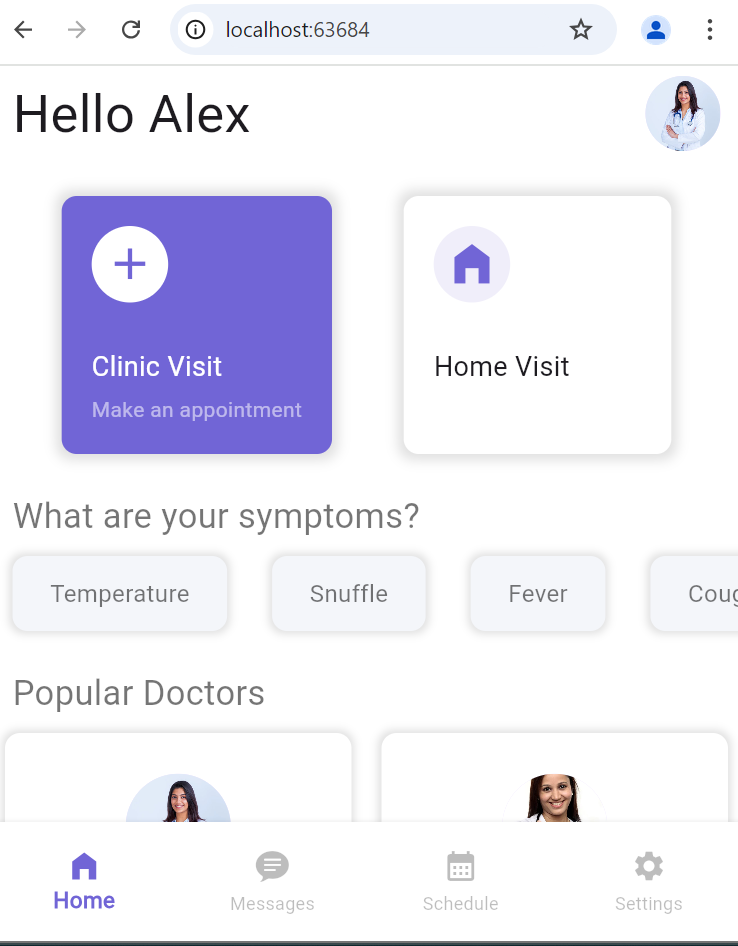 localhost:63684
Hello Alex
Clinic Visit
Make an appointment
Home Visit
What are your symptoms?
Temperature
Snuffle
Fever
Coug
Popular Doctors
Home
Messages
Schedule
Settings